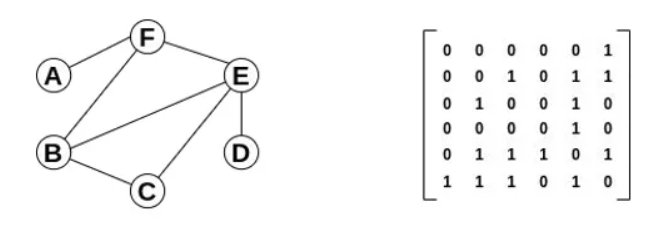 F
A
E
B
D
C
0 0 0 0 0 1
0 0 1 0 1 1
0 1 0 0 1 0
0 0 0 0 1 0
0 1 1 1 0 1
1 1 1 0 1 0